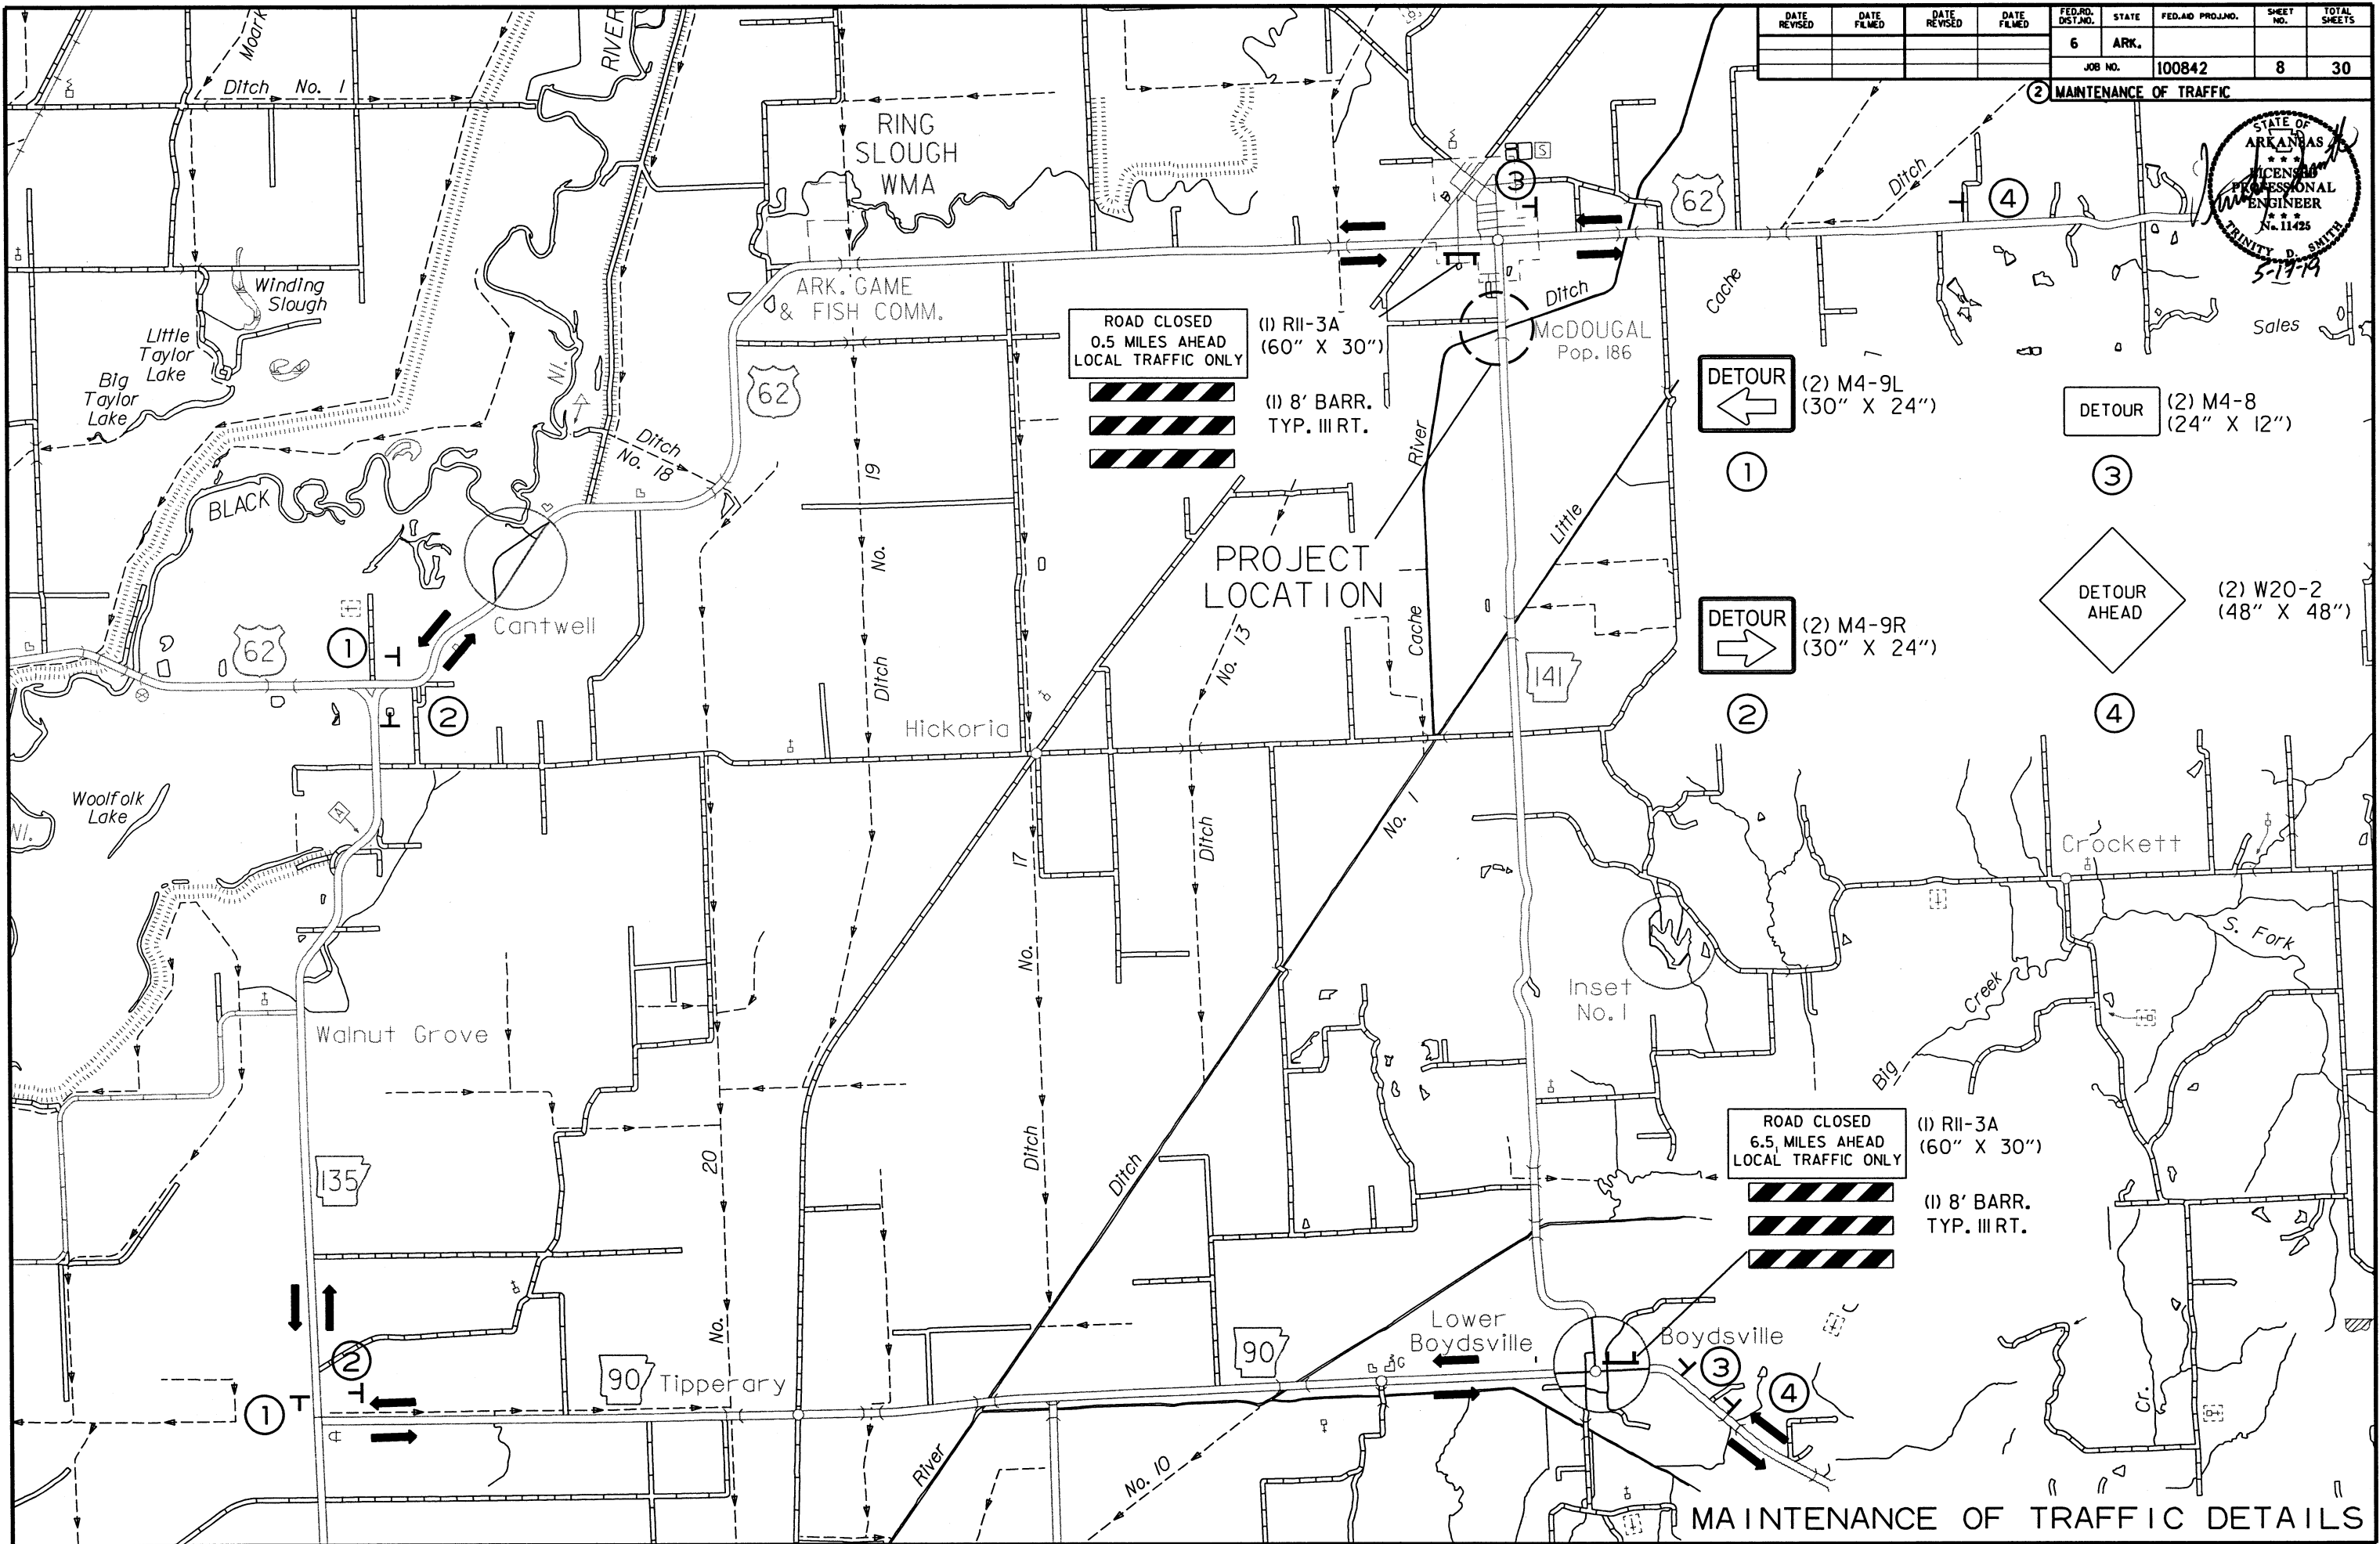 DATE REVISED
DATE FILMED
DATE REVISED
DATE FILMED
FED.RD. DIST.NO.
STATE
FED.AID PROJ.NO.
SHEET NO.
TOTAL SHEETS
6
ARK.
JOB NO.
100842
8
30
2 MAINTENANCE OF TRAFFIC
STATE OF
ARKANSAS
LICENSED
PROFESSIONAL
ENGINEER
No. 11425
TRINITY D. SMITH
5-17-19
Moark
Ditch No. 1
RIVER
RING
SLOUGH
WMA
S
3
62
Ditch
4
Winding
Slough
Little
Taylor
Lake
Big
Taylor
Lake
ARK. GAME
& FISH COMM.
Ditch
Cache
McDOUGAL
Pop. 186
Sales
ROAD CLOSED
0.5 MILES AHEAD
LOCAL TRAFFIC ONLY
(1) R11-3A
(60" X 30")
(1) 8' BARR.
TYP. III RT.
62
DETOUR
(2) M4-9L
(30" X 24")
1
DETOUR
(2) M4-8
(24" X 12")
3
Ditch
No. 18
19
No.
Ditch
River
Little
BLACK
PROJECT
LOCATION
Cantwell
1
62
2
No. 13
Cache
141
DETOUR
(2) M4-9R
(30" X 24")
2
DETOUR
AHEAD
(2) W20-2
(48" X 48")
4
Hickoria
Woolfolk
Lake
A
17
No.
Ditch
Ditch
No. 1
Crockett
S. Fork
Creek
Big
Inset
No. 1
Walnut Grove
135
20
No.
Ditch
ROAD CLOSED
6.5 MILES AHEAD
LOCAL TRAFFIC ONLY
(1) R11-3A
(60" X 30")
(1) 8' BARR.
TYP. III RT.
2
1
90
Tipperary
90
Lower
Boydsville
Boydsville
3
4
River
No. 10
Cr.
MAINTENANCE OF TRAFFIC DETAILS